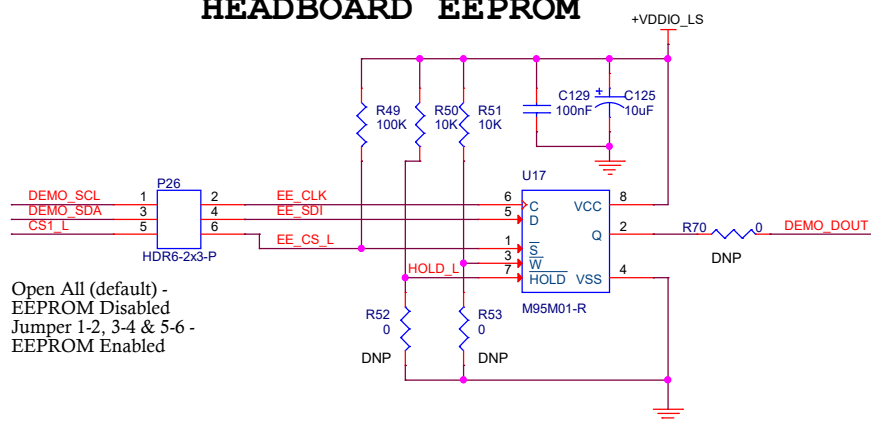 HEADBOARD EEPROM
+VDDIO_LS
R49
100K
R50
10K
R51
10K
C129
100nF
+
C125
10uF
P26
U17
DEMO_SCL
1
2
EE_CLK
6
C
VCC
8
DEMO_SDA
3
4
EE_SDI
5
D
Q
2
R70
0
DEMO_DOUT
DNP
CS1_L
5
6
EE_CS_L
1
S
3
W
HOLD_L
7
HOLD
VSS
4
HDR6-2x3-P
M95M01-R
Open All (default) -
EEPROM Disabled
Jumper 1-2, 3-4 & 5-6 -
EEPROM Enabled
R52
0
DNP
R53
0
DNP